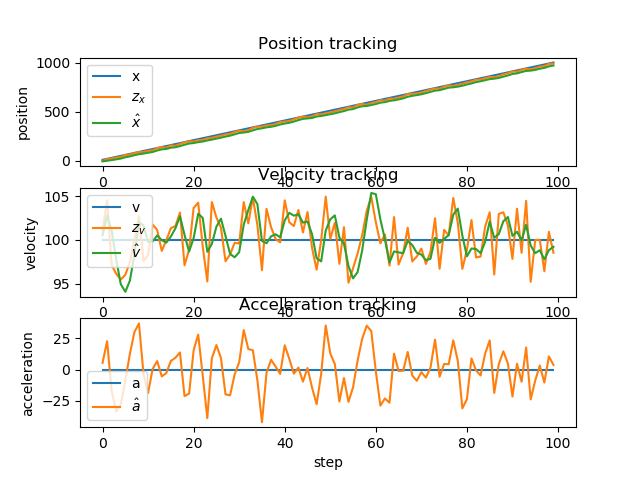 Position tracking
1000
500
0
position
x
z_x
x̂
0 20 40 60 80 100
Velocity tracking
105
100
95
velocity
v
z_v
v̂
0 20 40 60 80 100
Acceleration tracking
25
0
−25
acceleration
a
â
0 20 40 60 80 100
step